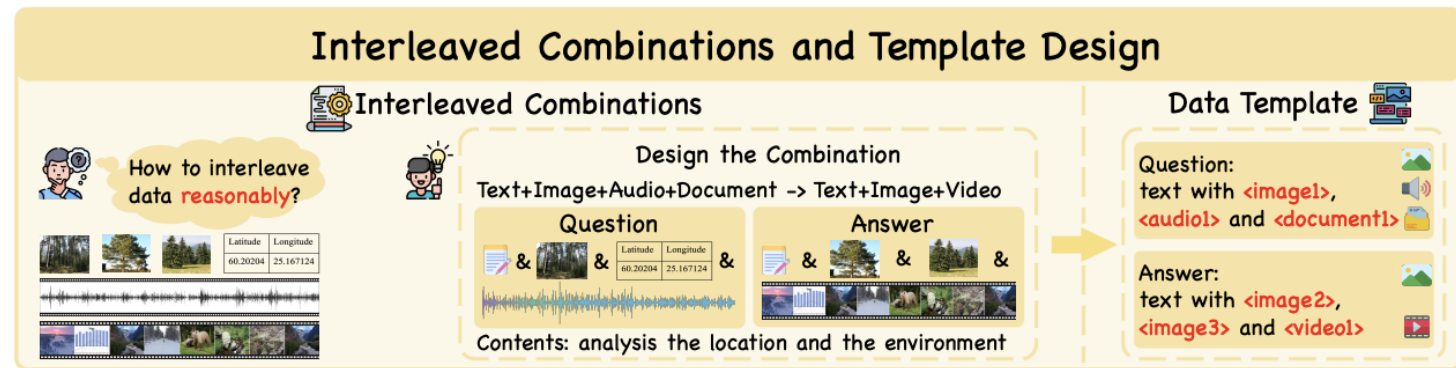 Interleaved Combinations and Template Design
Interleaved Combinations
How to interleave
data reasonably?
Latitude Longitude
60.20204 25.167124
Design the Combination
Text+Image+Audio+Document -> Text+Image+Video
Question
& & Latitude Longitude &
60.20204 25.167124
Answer
& & &
Contents: analysis the location and the environment
Data Template
Question:
text with <image1>,
<audio1> and <document1>
Answer:
text with <image2>,
<image3> and <video1>